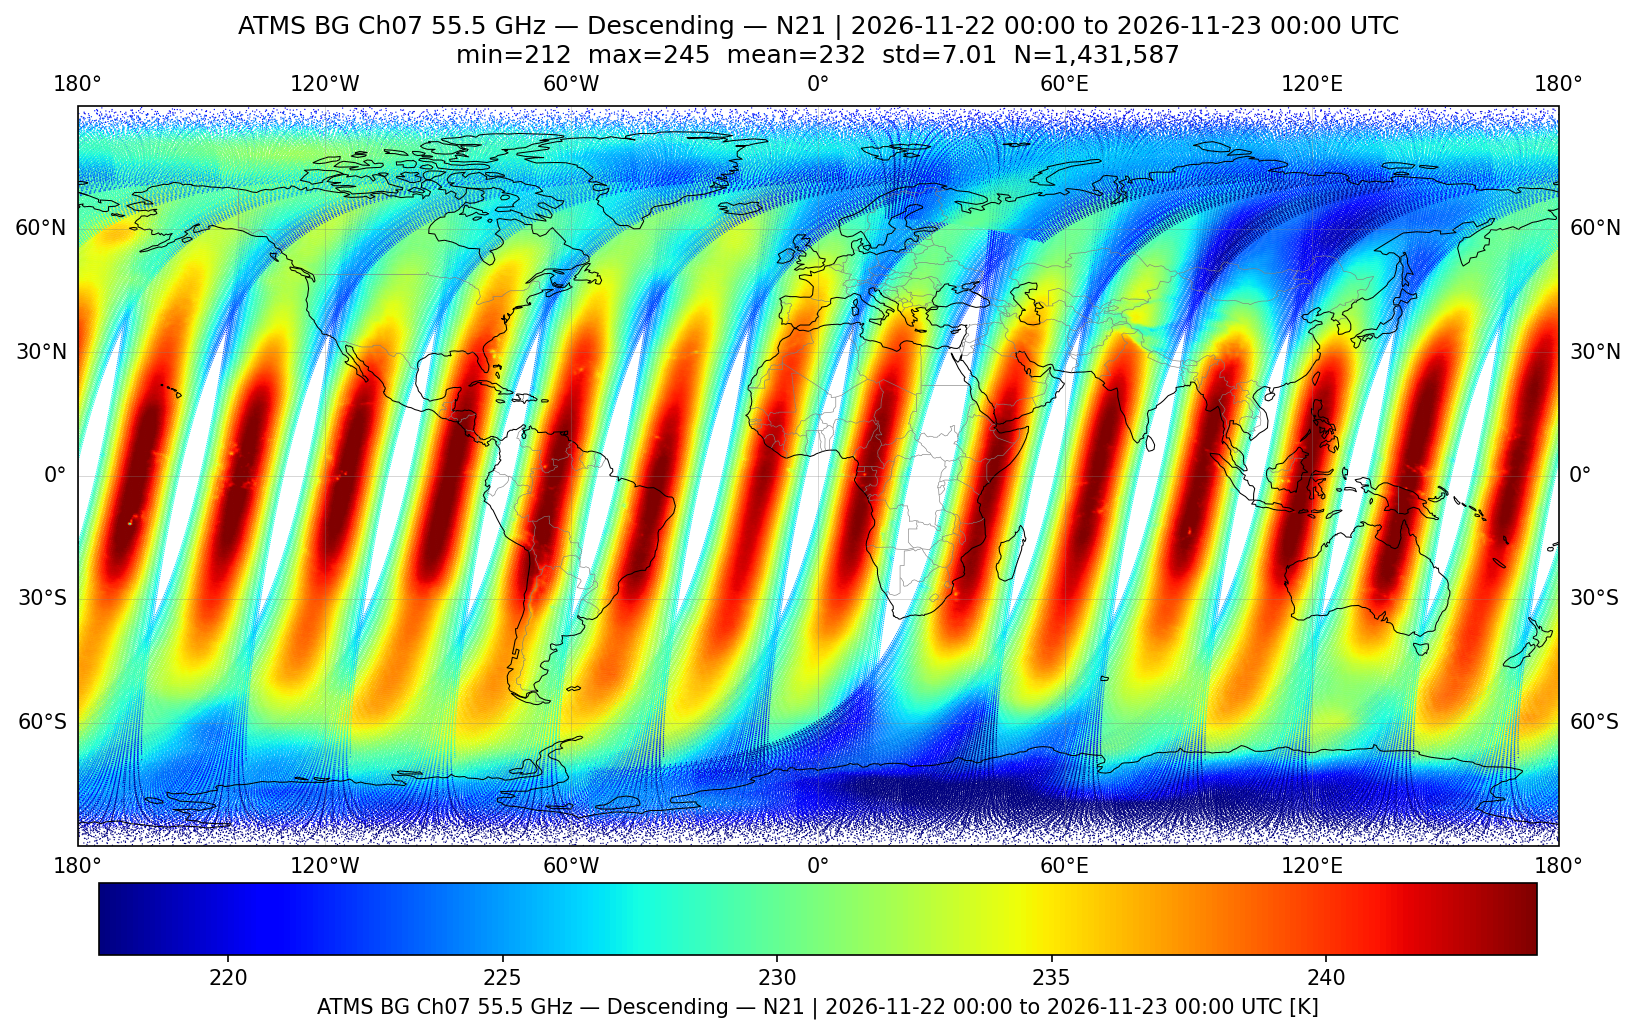 ATMS BG Ch07 55.5 GHz — Descending — N21 | 2026-11-22 00:00 to 2026-11-23 00:00 UTC
min=212 max=245 mean=232 std=7.01 N=1,431,587
180° 120°W 60°W 0° 60°E 120°E 180°
60°N 60°N
30°N 30°N
0° 0°
30°S 30°S
60°S 60°S
180° 120°W 60°W 0° 60°E 120°E 180°
220 225 230 235 240
ATMS BG Ch07 55.5 GHz — Descending — N21 | 2026-11-22 00:00 to 2026-11-23 00:00 UTC [K]